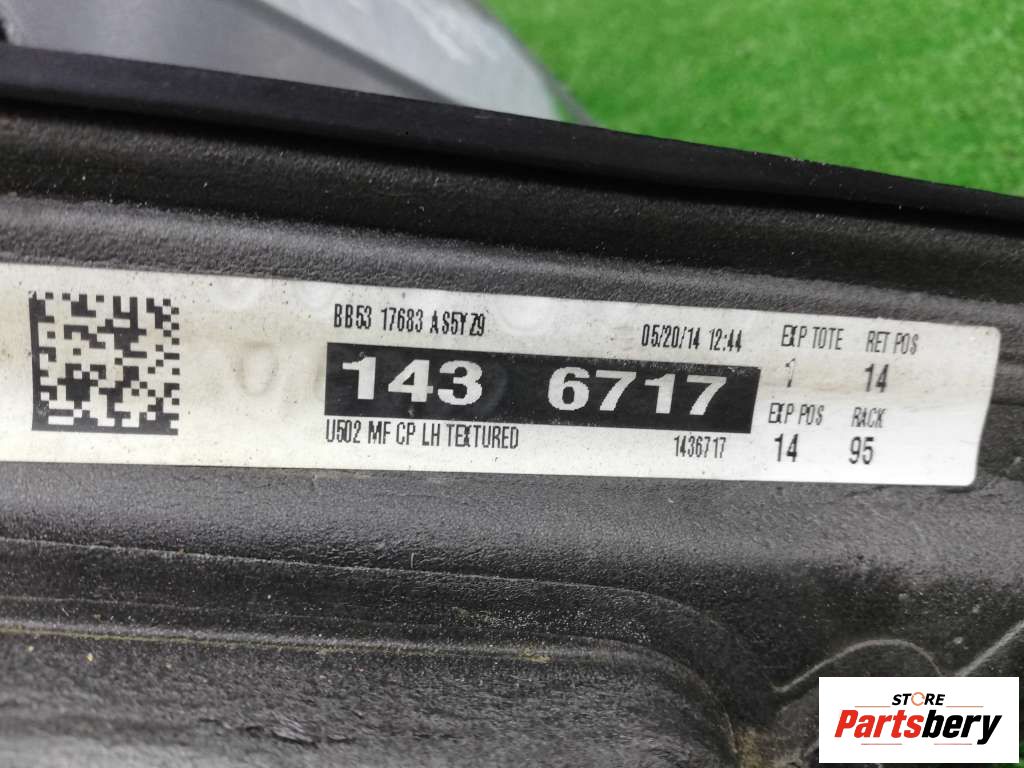 BB53 17683 AS5YZ9
05/20/14 12:44
143 6717
U502 MF CP LH TEXTURED
1436717
EXP TOTE RET POS
1 14
EXP POS RACK
14 95
STORE
Partsbery